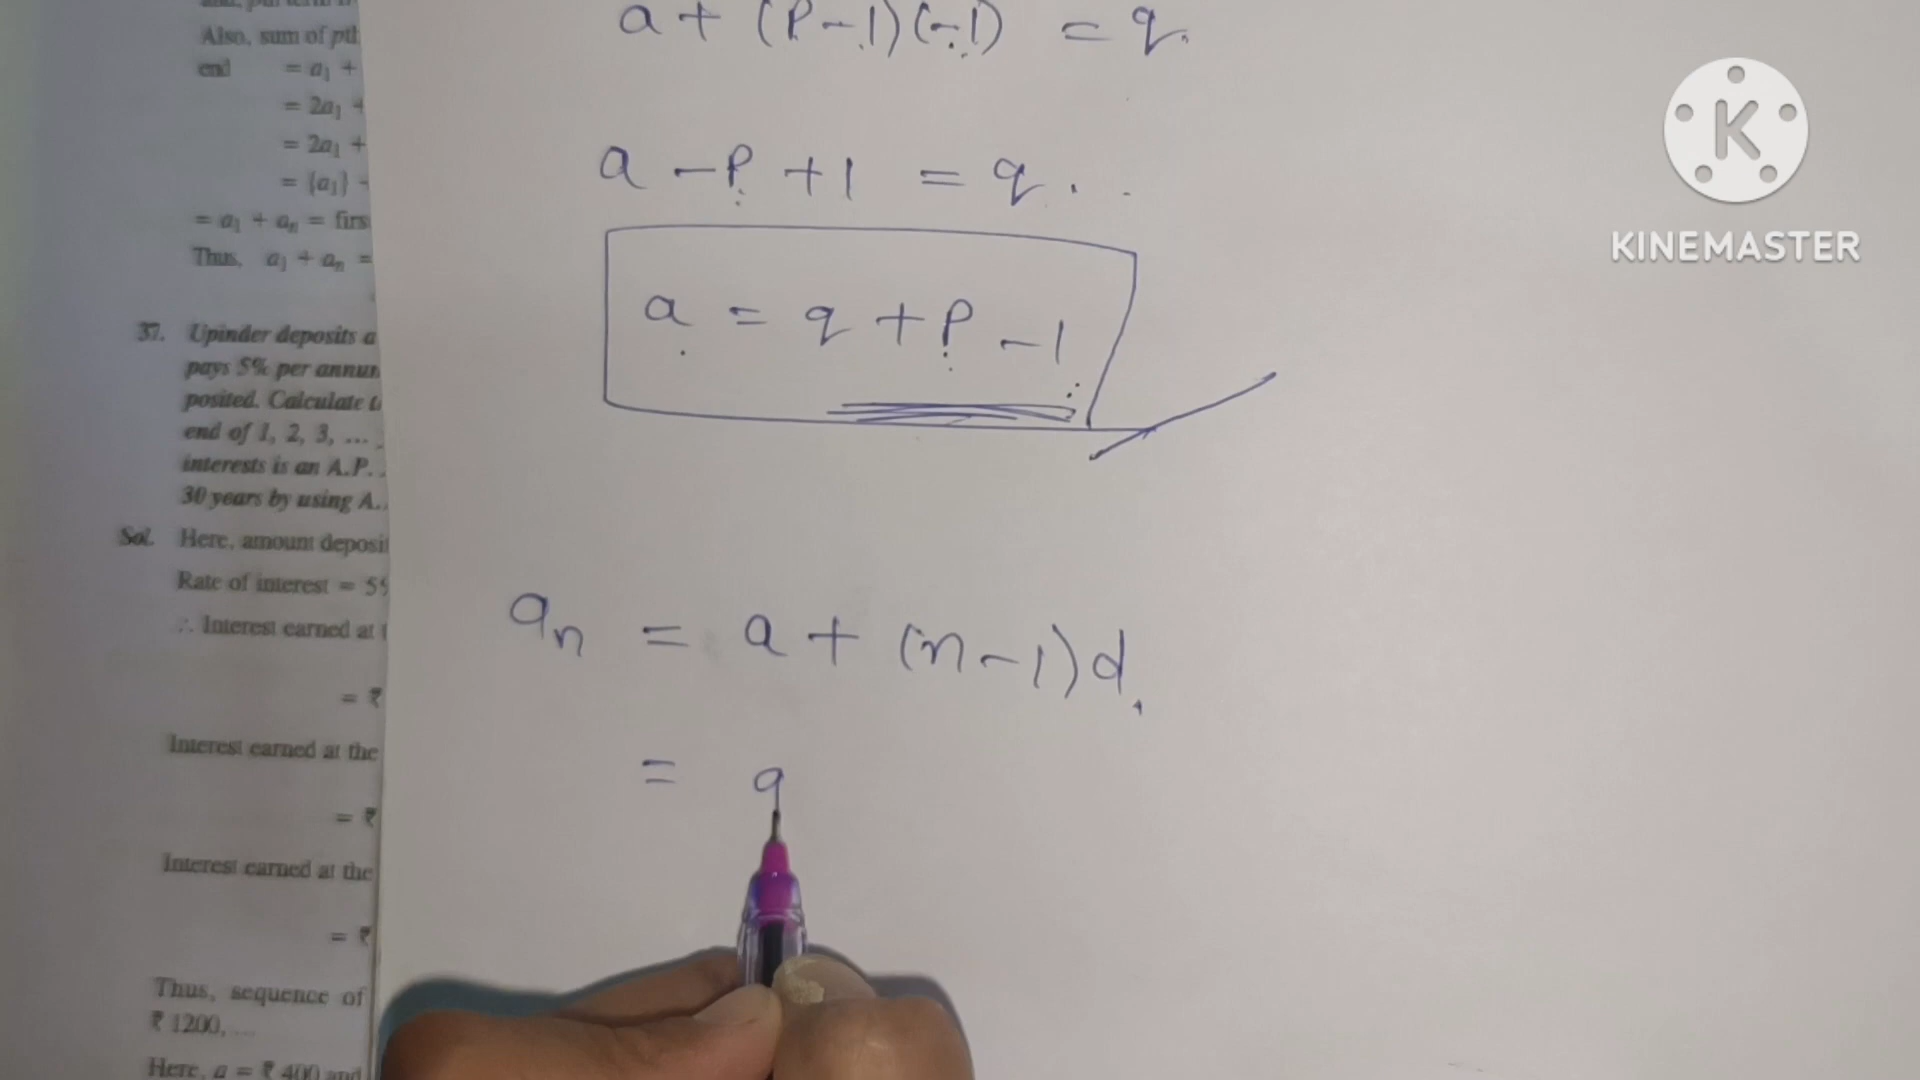 Also, sum of pth
end = a₁ +
= 2a₁ +
= 2a₁ +
= {a₁} -
= a₁ + aₙ = firs
Thus, a₁ + aₙ =
37. Upinder deposits a
pays 5% per annum
posited. Calculate t
end of 1, 2, 3, ...
interests is an A.P.
30 years by using A.
Sol. Here, amount deposit
Rate of interest = 5%
∴ Interest earned at t
= ₹
Interest earned at the
= ₹
Interest earned at the
= ₹
Thus, sequence of
₹ 1200,....
Here, a = ₹ 400 and
a + (P-1)(-1) = q.
a - P + 1 = q.
a = q + P - 1
aₙ = a + (n-1)d.
= q
KINEMASTER